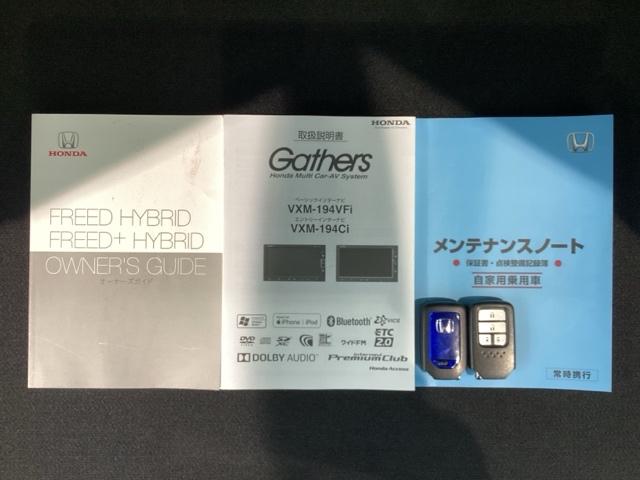 HONDA
FREED HYBRID
FREED+ HYBRID
OWNER'S GUIDE
オーナーズガイド
HONDA
取扱説明書
Gathers
Honda Multi Car-AV System
ベーシックインターナビ
VXM-194VFi
エントリーインターナビ
VXM-194Ci
iPhone | iPod
Bluetooth
DVD
ワイドFM
ETC 2.0
DOLBY AUDIO
internavi
PremiumClub
Honda Access
メンテナンスノート
保証書・点検整備記録簿
自家用乗用車
常時携行